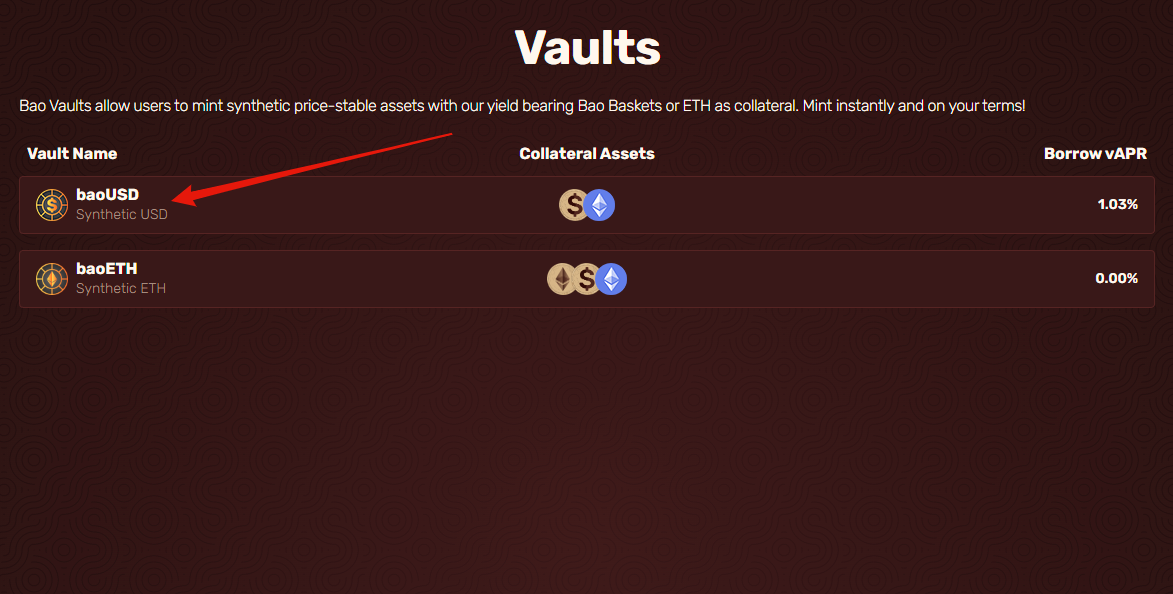 Vaults
Bao Vaults allow users to mint synthetic price-stable assets with our yield bearing Bao Baskets or ETH as collateral. Mint instantly and on your terms!
Vault Name Collateral Assets Borrow vAPR
baoUSD
Synthetic USD
1.03%
baoETH
Synthetic ETH
0.00%